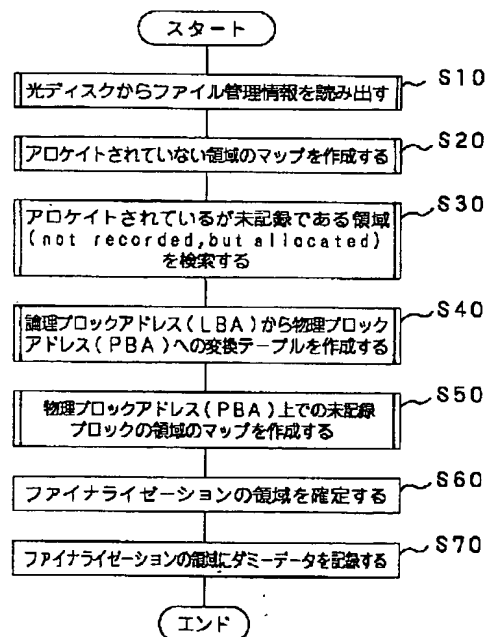 スタート
光ディスクからファイル管理情報を読み出す
S10
アロケイトされていない領域のマップを作成する
S20
アロケイトされているが未記録である領域
(not recorded,but allocated)
を検索する
S30
論理ブロックアドレス(LBA)から物理ブロック
アドレス(PBA)への変換テーブルを作成する
S40
物理ブロックアドレス(PBA)上での未記録
ブロックの領域のマップを作成する
S50
ファイナライゼーションの領域を確定する
S60
ファイナライゼーションの領域にダミーデータを記録する
S70
エンド